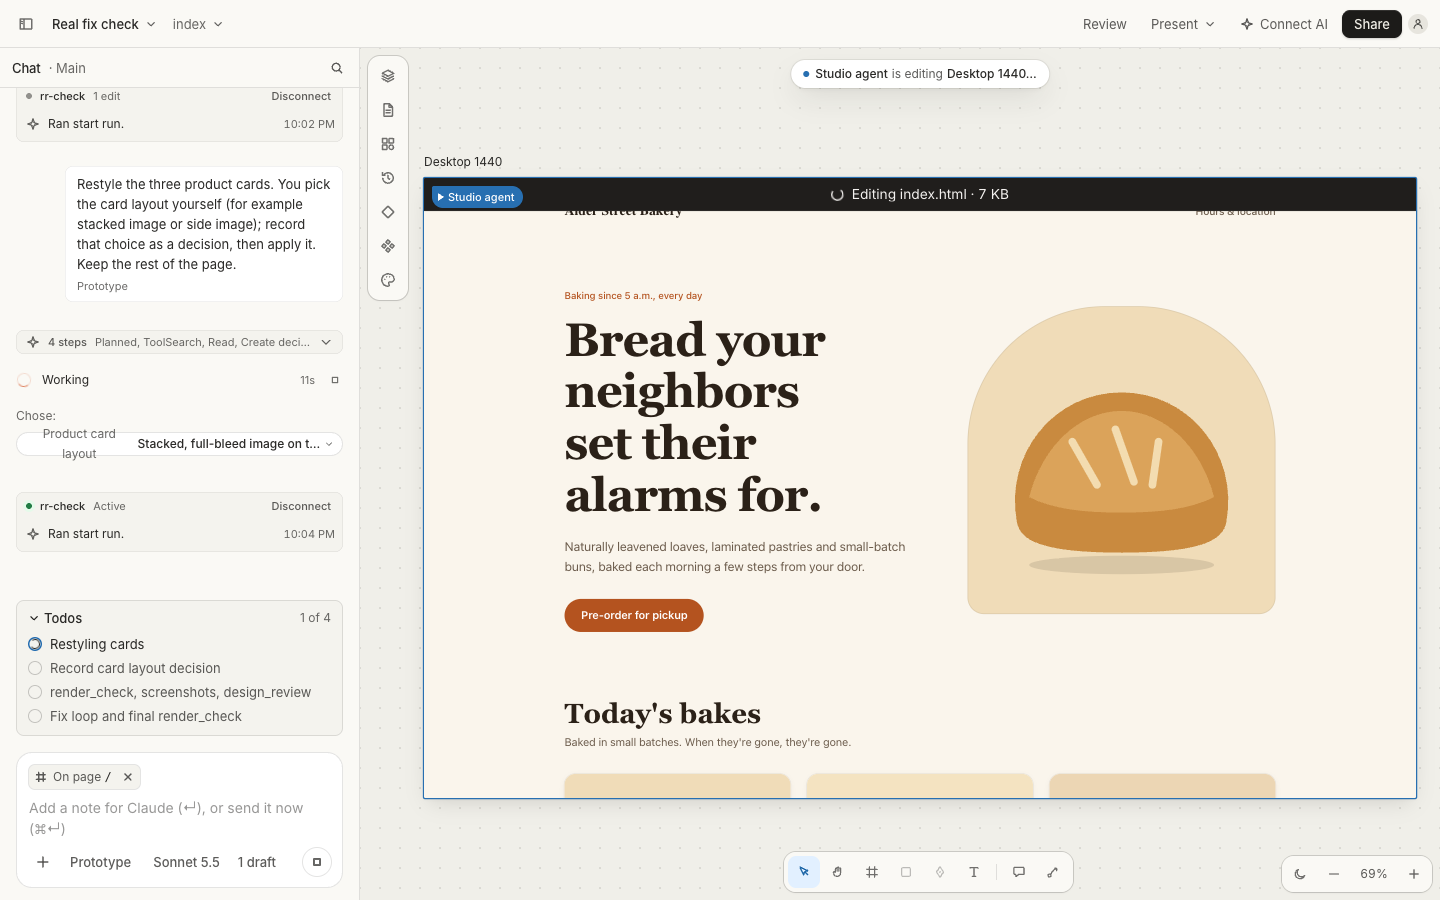 Real fix check
index
Review
Present
Connect AI
Share
Chat · Main
rr-check 1 edit Disconnect
Ran start run. 10:02 PM
Restyle the three product cards. You pick
the card layout yourself (for example
stacked image or side image); record
that choice as a decision, then apply it.
Keep the rest of the page.
Prototype
4 steps Planned, ToolSearch, Read, Create deci...
Working 11s
Chose:
Product card
layout
Stacked, full-bleed image on t...
rr-check Active Disconnect
Ran start run. 10:04 PM
Todos 1 of 4
Restyling cards
Record card layout decision
render_check, screenshots, design_review
Fix loop and final render_check
On page /
Add a note for Claude (↵), or send it now
(⌘↵)
Prototype Sonnet 5.5 1 draft
Studio agent is editing Desktop 1440...
Desktop 1440
Studio agent
Editing index.html · 7 KB
Alder Street Bakery
Hours & location
Baking since 5 a.m., every day
Bread your
neighbors
set their
alarms for.
Naturally leavened loaves, laminated pastries and small-batch
buns, baked each morning a few steps from your door.
Pre-order for pickup
Today's bakes
Baked in small batches. When they're gone, they're gone.
T
69%